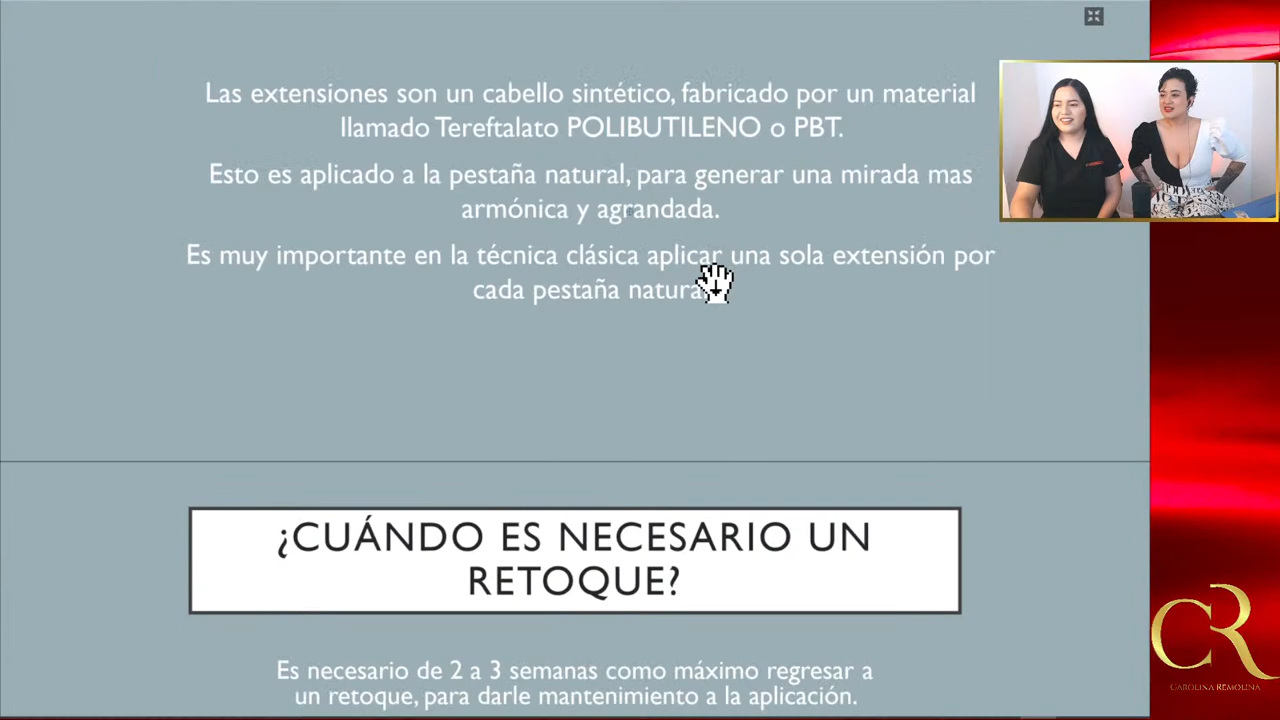 Las extensiones son un cabello sintético, fabricado por un material
llamado Tereftalato POLIBUTILENO o PBT.
Esto es aplicado a la pestaña natural, para generar una mirada mas
armónica y agrandada.
Es muy importante en la técnica clásica aplicar una sola extensión por
cada pestaña natura
¿CUÁNDO ES NECESARIO UN
RETOQUE?
Es necesario de 2 a 3 semanas como máximo regresar a
un retoque, para darle mantenimiento a la aplicación.
CR
CAROLINA REMOLINA